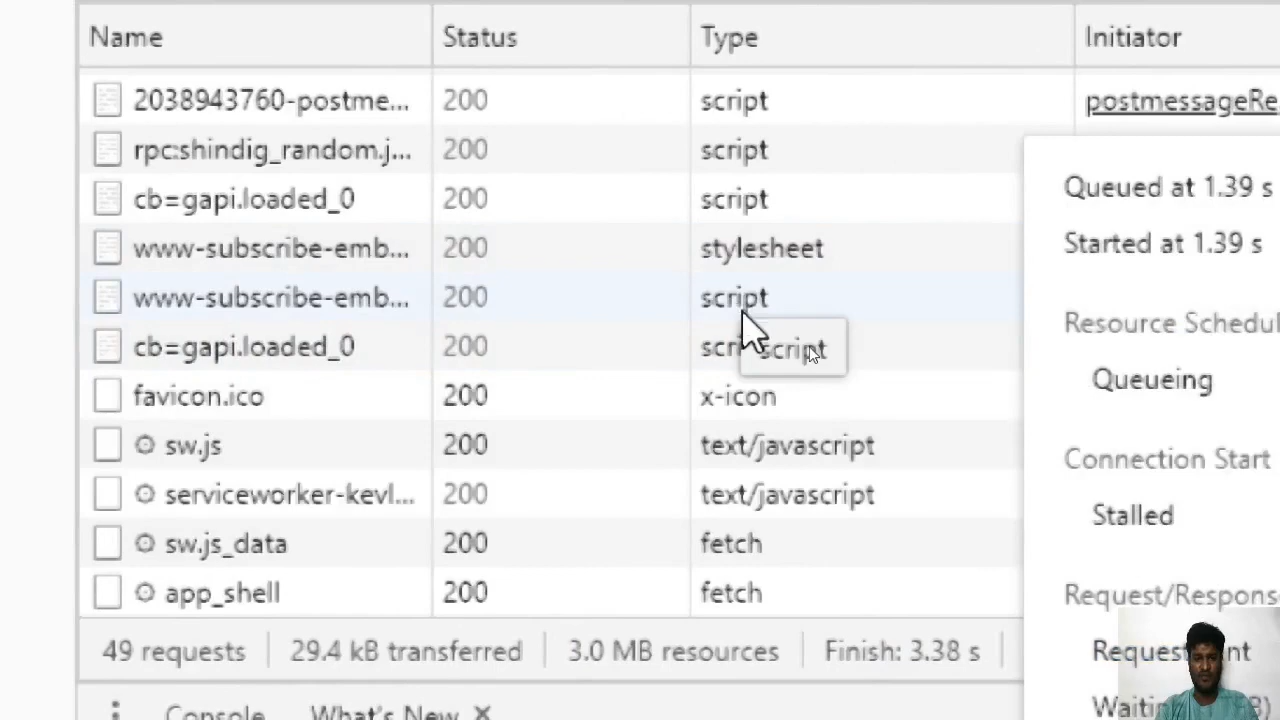 Name Status Type Initiator
2038943760-postme... 200 script postmessageRe
rpc:shindig_random.j... 200 script
cb=gapi.loaded_0 200 script
www-subscribe-emb... 200 stylesheet
www-subscribe-emb... 200 script
cb=gapi.loaded_0 200 script
favicon.ico 200 x-icon
sw.js 200 text/javascript
serviceworker-kevl... 200 text/javascript
sw.js_data 200 fetch
app_shell 200 fetch
49 requests 29.4 kB transferred 3.0 MB resources Finish: 3.38 s
Console What's New
Queued at 1.39 s
Started at 1.39 s
Resource Schedul
Queueing
Connection Start
Stalled
Request/Respons
Request